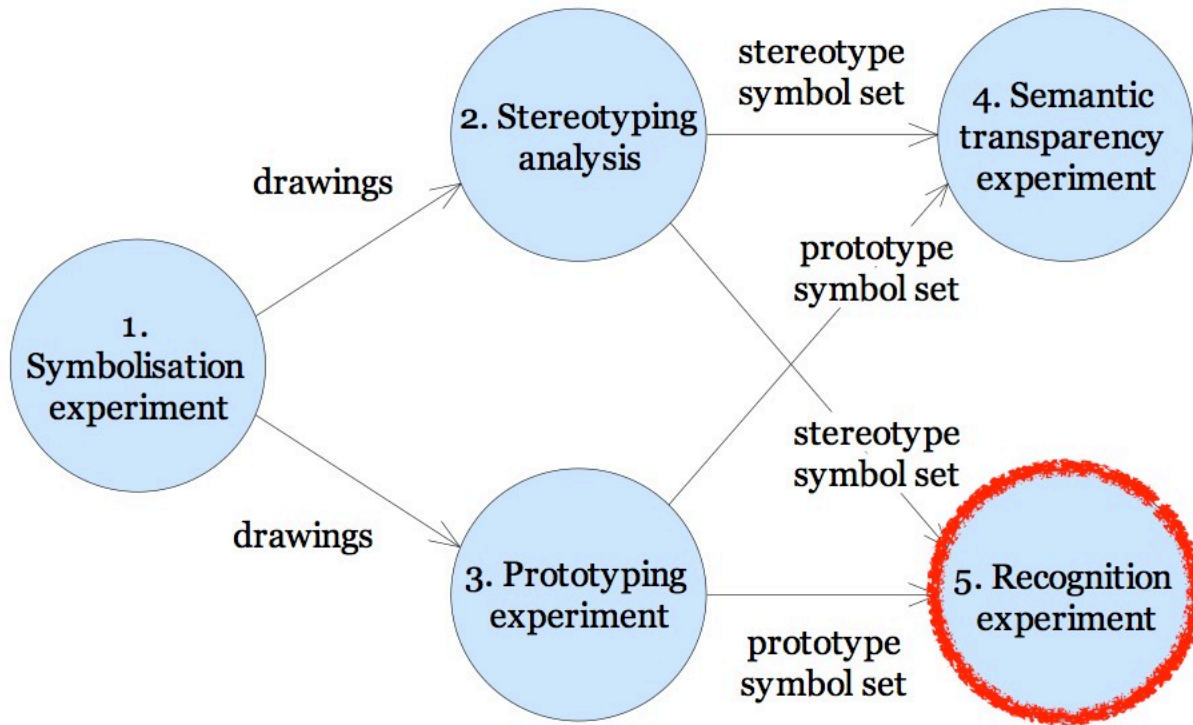 1.
Symbolisation
experiment
drawings
drawings
2. Stereotyping
analysis
3. Prototyping
experiment
stereotype
symbol set
prototype
symbol set
stereotype
symbol set
prototype
symbol set
4. Semantic
transparency
experiment
5. Recognition
experiment